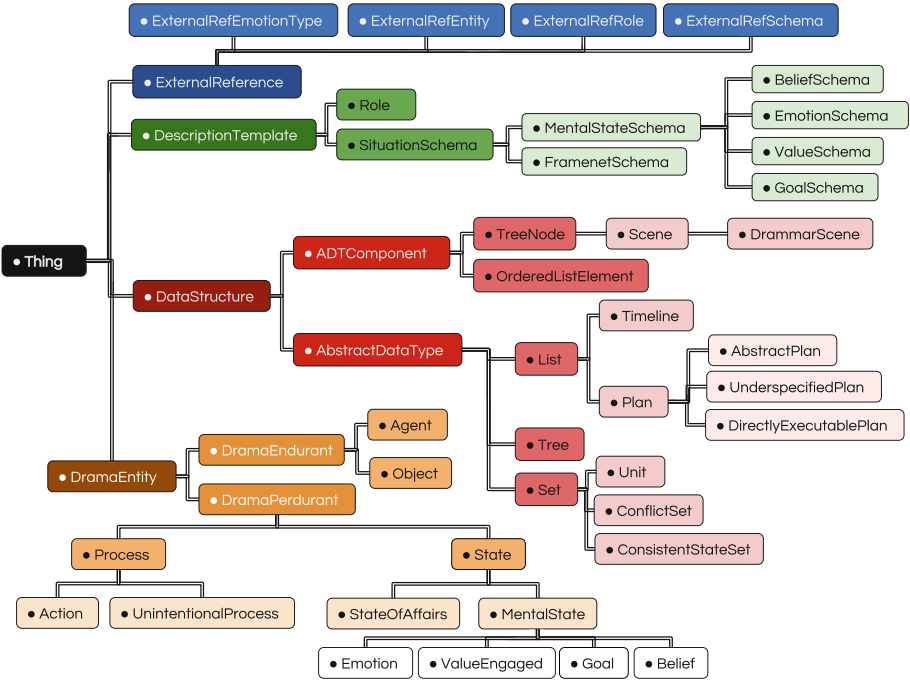 ● ExternalRefEmotionType
● ExternalRefEntity
● ExternalRefRole
● ExternalRefSchema
● ExternalReference
● BeliefSchema
● Role
● EmotionSchema
● DescriptionTemplate
● MentalStateSchema
● SituationSchema
● ValueSchema
● FramenetSchema
● GoalSchema
● TreeNode
● Scene
● DrammarScene
● ADTComponent
● Thing
● OrderedListElement
● DataStructure
● Timeline
● AbstractDataType
● AbstractPlan
● List
● UnderspecifiedPlan
● Plan
● DirectlyExecutablePlan
● Agent
● Tree
● DramaEndurant
● Object
● Unit
● DramaEntity
● Set
● DramaPerdurant
● ConflictSet
● ConsistentStateSet
● Process
● State
● Action
● UnintentionalProcess
● StateOfAffairs
● MentalState
● Emotion
● ValueEngaged
● Goal
● Belief